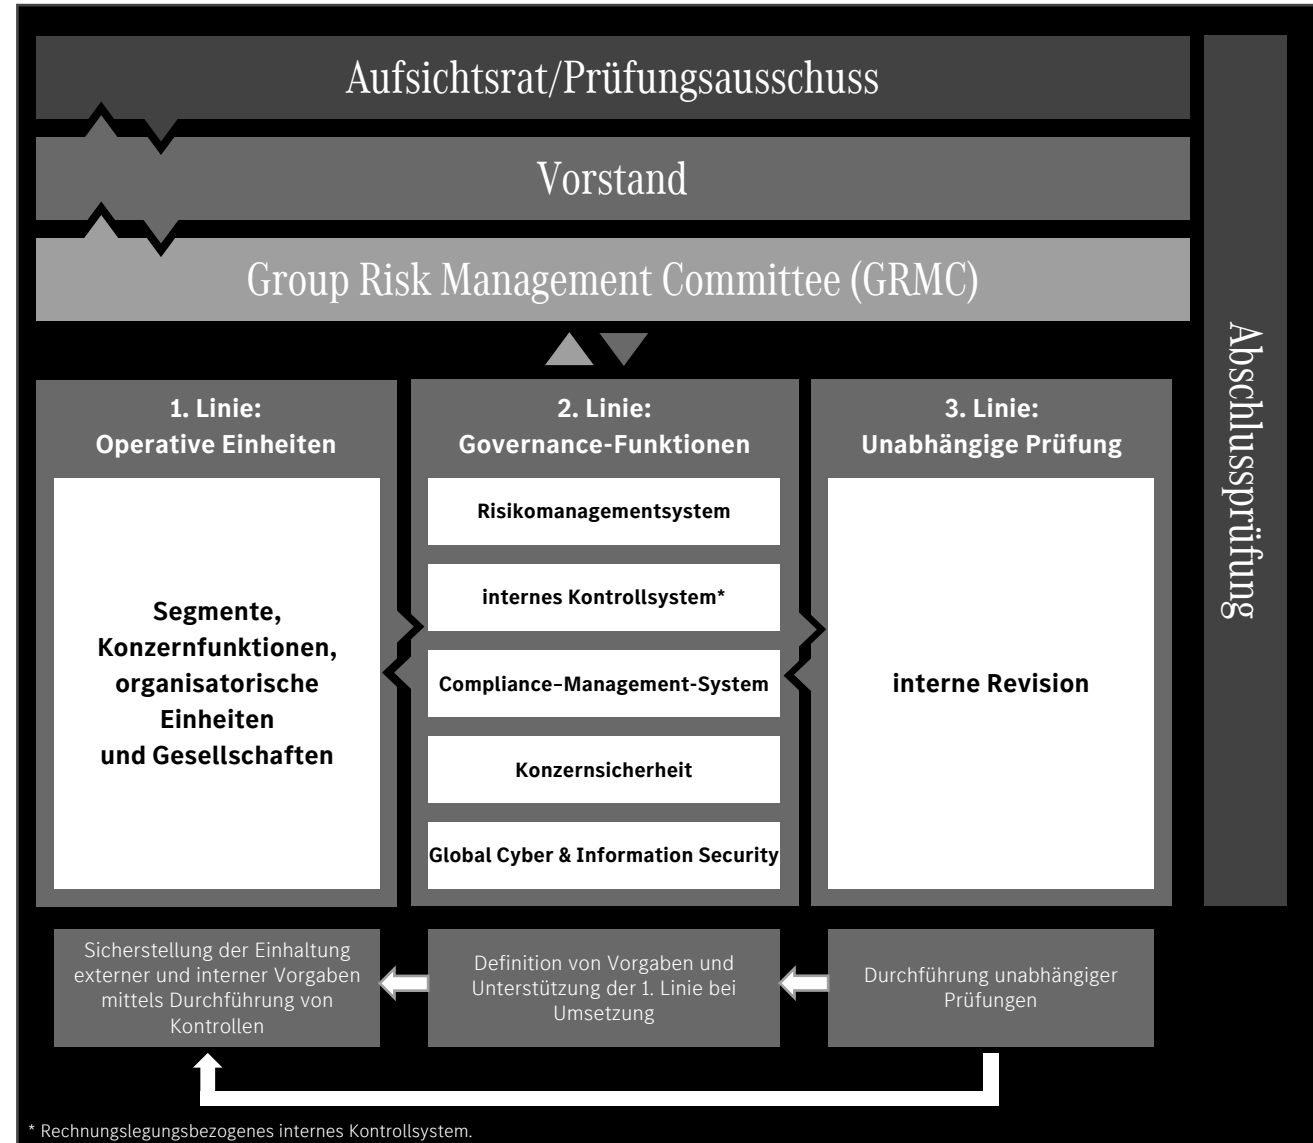 Aufsichtsrat/Prüfungsausschuss
Vorstand
Group Risk Management Committee (GRMC)
Abschlussprüfung
1. Linie:
Operative Einheiten
Segmente,
Konzernfunktionen,
organisatorische
Einheiten
und Gesellschaften
2. Linie:
Governance-Funktionen
Risikomanagementsystem
internes Kontrollsystem*
Compliance–Management-System
Konzernsicherheit
Global Cyber & Information Security
3. Linie:
Unabhängige Prüfung
interne Revision
Sicherstellung der Einhaltung
externer und interner Vorgaben
mittels Durchführung von
Kontrollen
Definition von Vorgaben und
Unterstützung der 1. Linie bei
Umsetzung
Durchführung unabhängiger
Prüfungen
* Rechnungslegungsbezogenes internes Kontrollsystem.